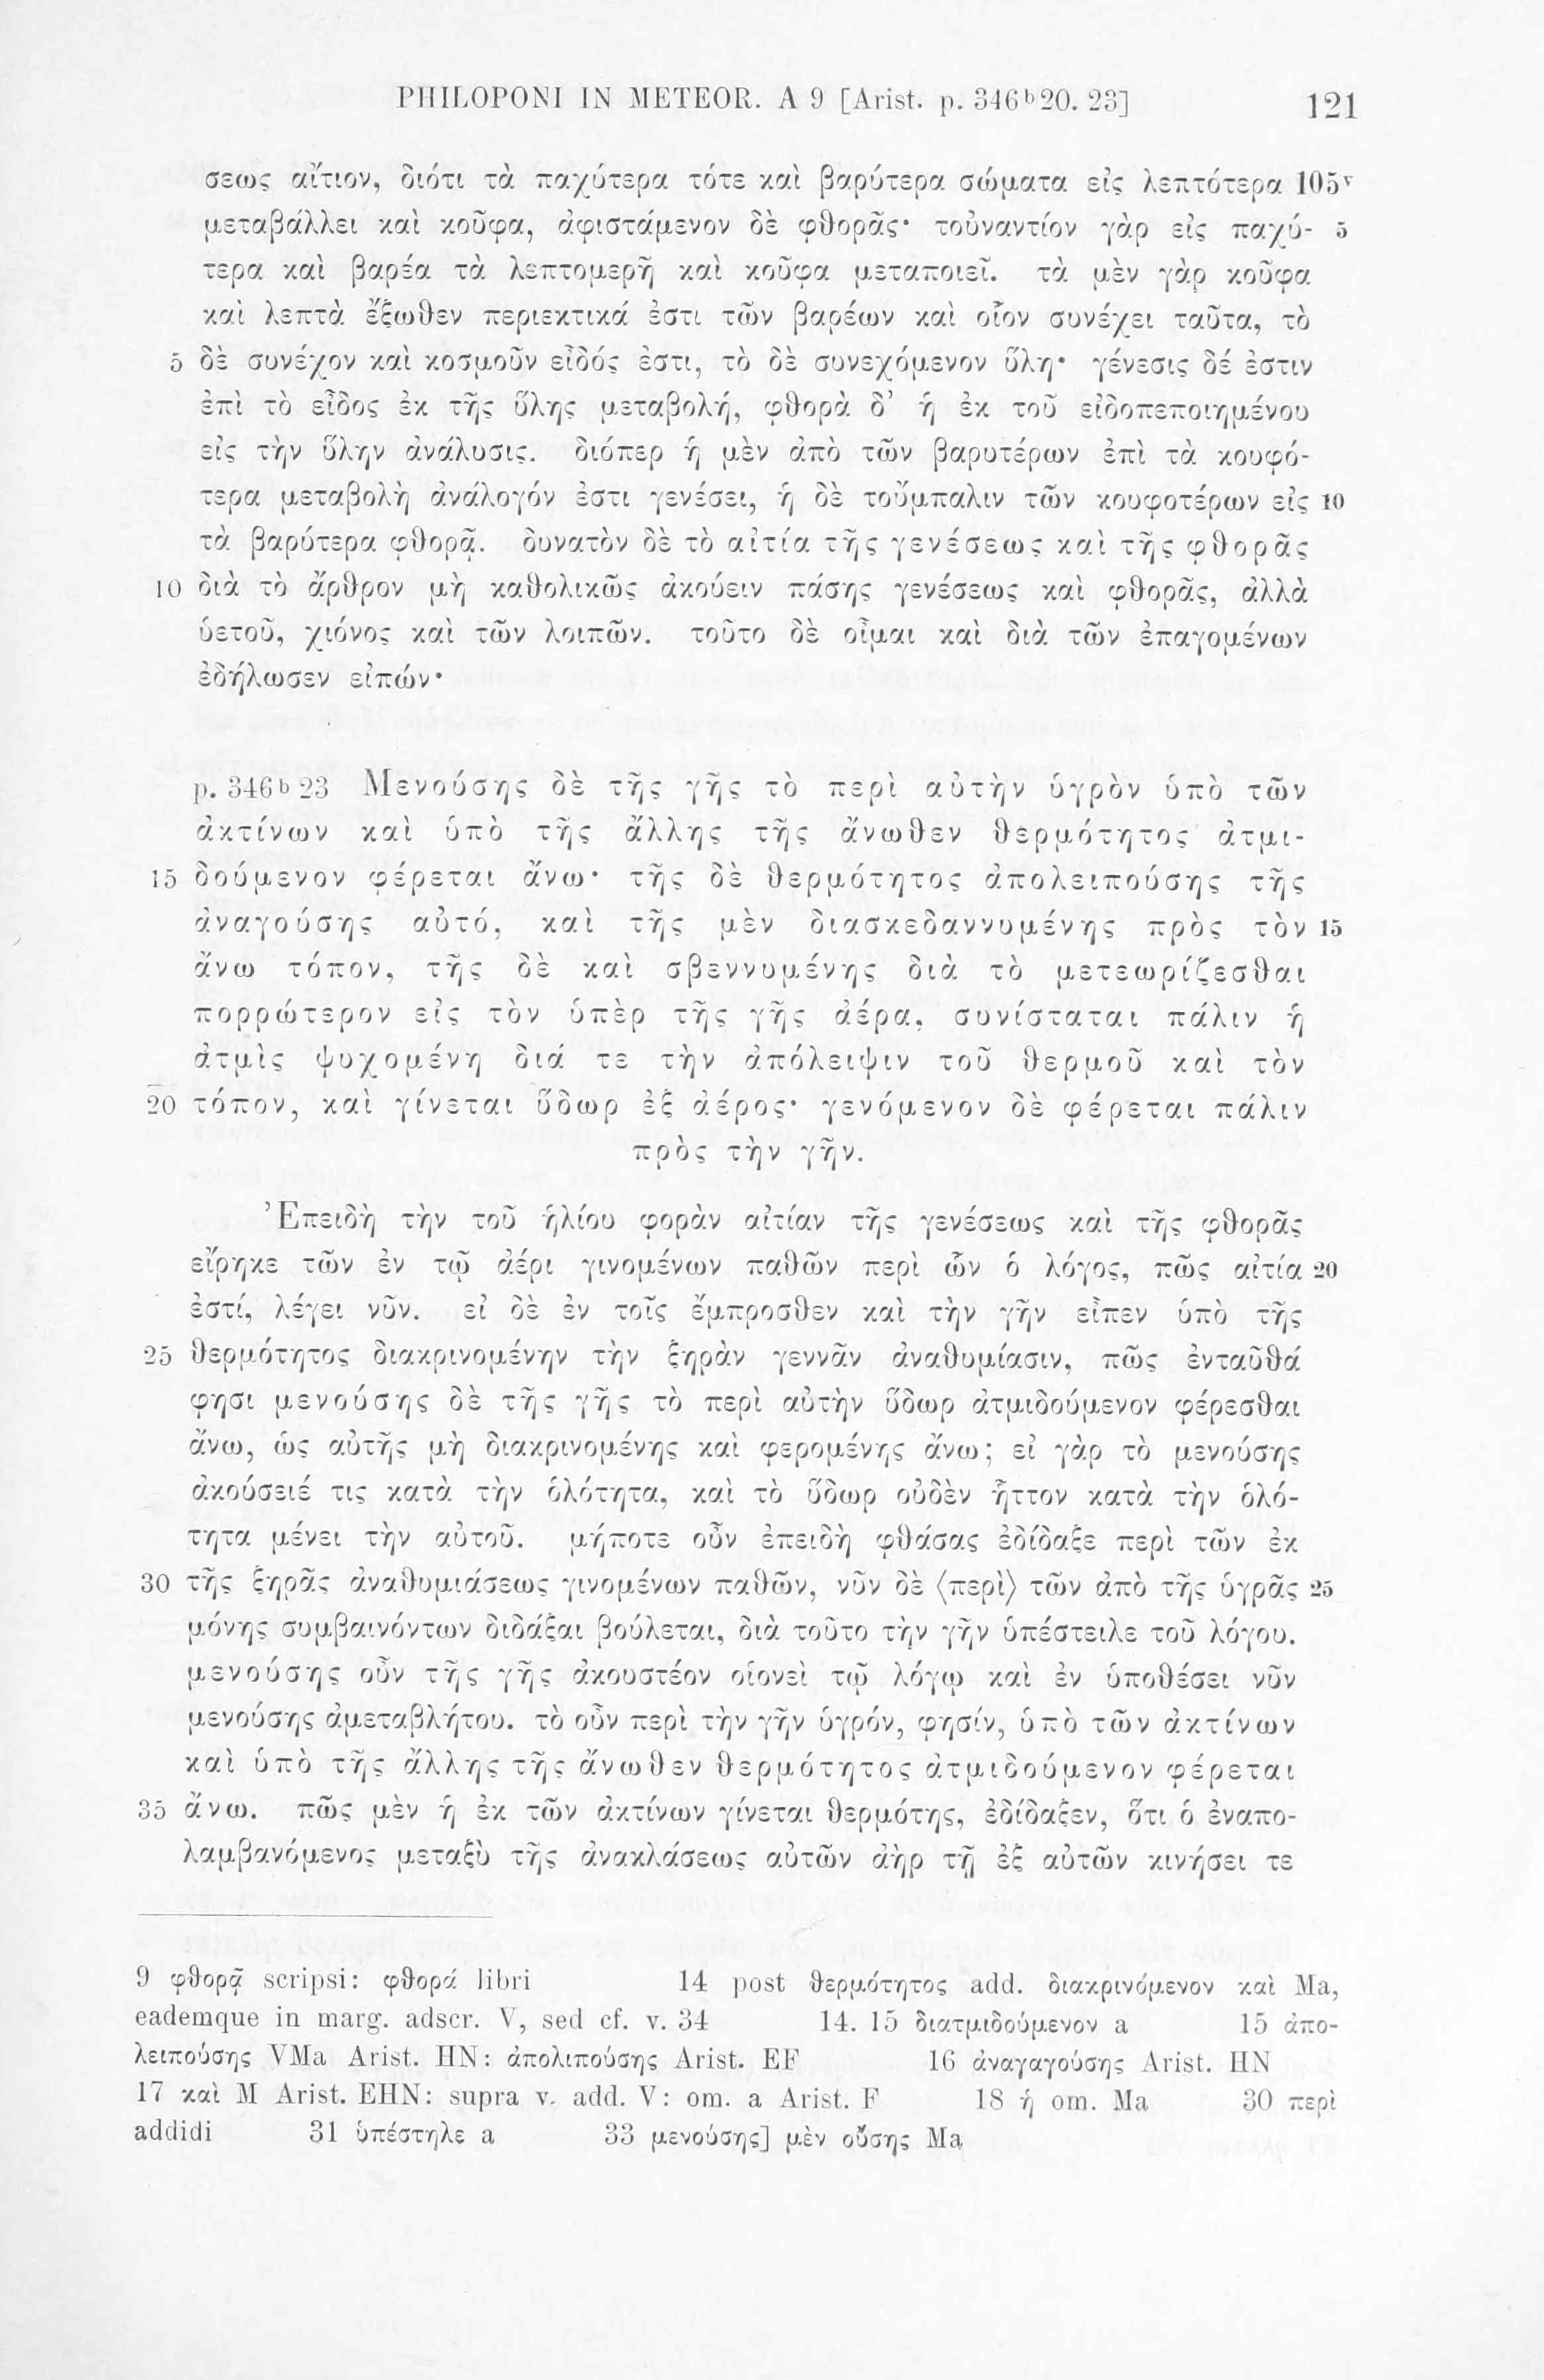 PHILOPONI IN METEOR. A 9 [Arist. p. 346ᵇ20. 23] 121
σεως αἴτιον, διότι τὰ παχύτερα τότε καὶ βαρύτερα σώματα εἰς λεπτότερα 105ᵛ
μεταβάλλει καὶ κοῦφα, ἀφιστάμενον δὲ φθορᾶς· τοὐναντίον γὰρ εἰς παχύ- 5
τερα καὶ βαρέα τὰ λεπτομερῆ καὶ κοῦφα μεταποιεῖ. τὰ μὲν γὰρ κοῦφα
καὶ λεπτὰ ἔξωθεν περιεκτικά ἐστι τῶν βαρέων καὶ οἷον συνέχει ταῦτα, τὸ
5 δὲ συνέχον καὶ κοσμοῦν εἶδός ἐστι, τὸ δὲ συνεχόμενον ὕλη· γένεσις δέ ἐστιν
ἐπὶ τὸ εἶδος ἐκ τῆς ὕλης μεταβολή, φθορὰ δ’ ἡ ἐκ τοῦ εἰδοπεποιημένου
εἰς τὴν ὕλην ἀνάλυσις. διόπερ ἡ μὲν ἀπὸ τῶν βαρυτέρων ἐπὶ τὰ κουφό-
τερα μεταβολὴ ἀνάλογόν ἐστι γενέσει, ἡ δὲ τοὔμπαλιν τῶν κουφοτέρων εἰς 10
τὰ βαρύτερα φθορᾷ. δυνατὸν δὲ τὸ αἰτία τῆς γενέσεως καὶ τῆς φθορᾶς
10 διὰ τὸ ἄρθρον μὴ καθολικῶς ἀκούειν πάσης γενέσεως καὶ φθορᾶς, ἀλλὰ
ὑετοῦ, χιόνος καὶ τῶν λοιπῶν. τοῦτο δὲ οἶμαι καὶ διὰ τῶν ἐπαγομένων
ἐδήλωσεν εἰπών·
p. 346ᵇ23 Μενούσης δὲ τῆς γῆς τὸ περὶ αὐτὴν ὑγρὸν ὑπὸ τῶν
ἀκτίνων καὶ ὑπὸ τῆς ἄλλης τῆς ἄνωθεν θερμότητος ἀτμι-
15 δούμενον φέρεται ἄνω· τῆς δὲ θερμότητος ἀπολειπούσης τῆς
ἀναγούσης αὐτό, καὶ τῆς μὲν διασκεδαννυμένης πρὸς τὸν 15
ἄνω τόπον, τῆς δὲ καὶ σβεννυμένης διὰ τὸ μετεωρίζεσθαι
πορρώτερον εἰς τὸν ὑπὲρ τῆς γῆς ἀέρα, συνίσταται πάλιν ἡ
ἀτμὶς ψυχομένη διά τε τὴν ἀπόλειψιν τοῦ θερμοῦ καὶ τὸν
20 τόπον, καὶ γίνεται ὕδωρ ἐξ ἀέρος· γενόμενον δὲ φέρεται πάλιν
πρὸς τὴν γῆν.
Ἐπειδὴ τὴν τοῦ ἡλίου φορὰν αἰτίαν τῆς γενέσεως καὶ τῆς φθορᾶς
εἴρηκε τῶν ἐν τῷ ἀέρι γινομένων παθῶν περὶ ὧν ὁ λόγος, πῶς αἰτία 20
ἐστί, λέγει νῦν. εἰ δὲ ἐν τοῖς ἔμπροσθεν καὶ τὴν γῆν εἶπεν ὑπὸ τῆς
25 θερμότητος διακρινομένην τὴν ξηρὰν γεννᾶν ἀναθυμίασιν, πῶς ἐνταῦθά
φησι μενούσης δὲ τῆς γῆς τὸ περὶ αὐτὴν ὕδωρ ἀτμιδούμενον φέρεσθαι
ἄνω, ὡς αὐτῆς μὴ διακρινομένης καὶ φερομένης ἄνω; εἰ γὰρ τὸ μενούσης
ἀκούσειέ τις κατὰ τὴν ὁλότητα, καὶ τὸ ὕδωρ οὐδὲν ἧττον κατὰ τὴν ὁλό-
τητα μένει τὴν αὑτοῦ. μήποτε οὖν ἐπειδὴ φθάσας ἐδίδαξε περὶ τῶν ἐκ
30 τῆς ξηρᾶς ἀναθυμιάσεως γινομένων παθῶν, νῦν δὲ ⟨περὶ⟩ τῶν ἀπὸ τῆς ὑγρᾶς 25
μόνης συμβαινόντων διδάξαι βούλεται, διὰ τοῦτο τὴν γῆν ὑπέστειλε τοῦ λόγου.
μενούσης οὖν τῆς γῆς ἀκουστέον οἱονεὶ τῷ λόγῳ καὶ ἐν ὑποθέσει νῦν
μενούσης ἀμεταβλήτου. τὸ οὖν περὶ τὴν γῆν ὑγρόν, φησίν, ὑπὸ τῶν ἀκτίνων
καὶ ὑπὸ τῆς ἄλλης τῆς ἄνωθεν θερμότητος ἀτμιδούμενον φέρεται
35 ἄνω. πῶς μὲν ἡ ἐκ τῶν ἀκτίνων γίνεται θερμότης, ἐδίδαξεν, ὅτι ὁ ἐναπο-
λαμβανόμενος μεταξὺ τῆς ἀνακλάσεως αὐτῶν ἀὴρ τῇ ἐξ αὐτῶν κινήσει τε
9 φθορᾷ scripsi: φθορά libri 14 post θερμότητος add. διακρινόμενον καὶ Ma,
eademque in marg. adscr. V, sed cf. v. 34 14. 15 διατμιδούμενον a 15 ἀπο-
λειπούσης VMa Arist. HN: ἀπολιπούσης Arist. EF 16 ἀναγαγούσης Arist. HN
17 καὶ M Arist. EHN: supra v. add. V: om. a Arist. F 18 ἡ om. Ma 30 περὶ
addidi 31 ὑπέστηλε a 33 μενούσης] μὲν οὔσης Ma